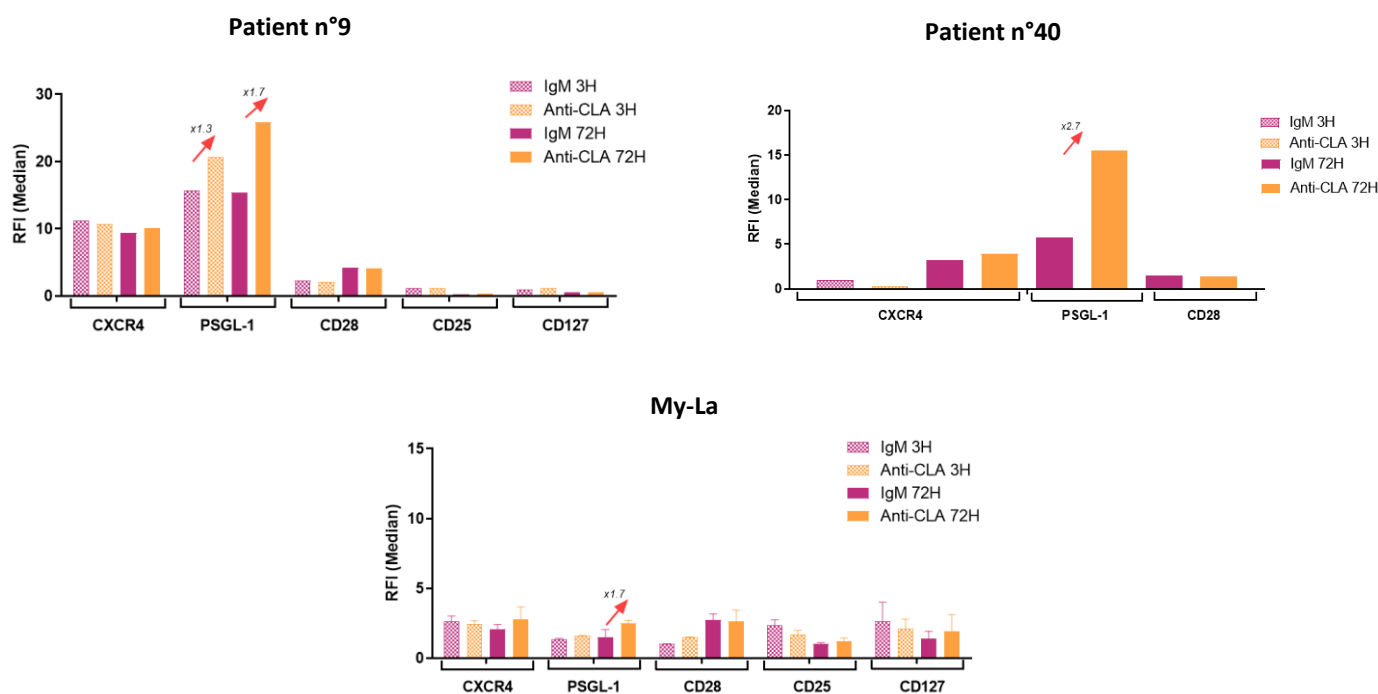 Patient n°9
30
20
10
0
RFI (Median)
x1.3
x1.7
IgM 3H
Anti-CLA 3H
IgM 72H
Anti-CLA 72H
CXCR4
PSGL-1
CD28
CD25
CD127
Patient n°40
20
15
10
5
0
RFI (Median)
x2.7
IgM 3H
Anti-CLA 3H
IgM 72H
Anti-CLA 72H
CXCR4
PSGL-1
CD28
My-La
15
10
5
0
RFI (Median)
x1.7
IgM 3H
Anti-CLA 3H
IgM 72H
Anti-CLA 72H
CXCR4
PSGL-1
CD28
CD25
CD127